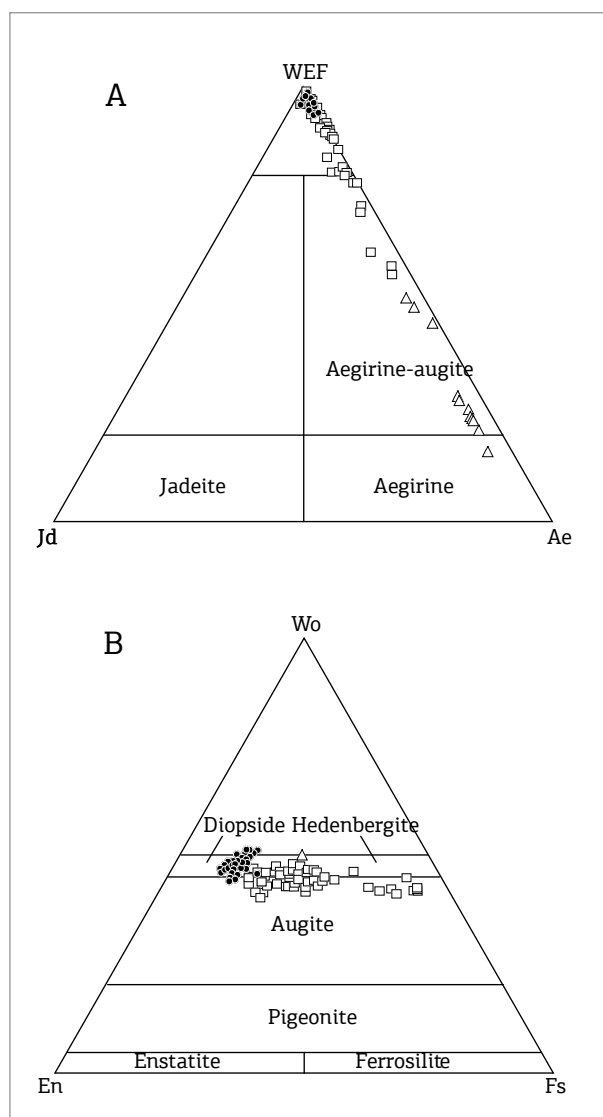 WEF
A
Aegirine-augite
Jadeite
Aegirine
Jd
Ae
Wo
B
Diopside Hedenbergite
Augite
Pigeonite
Enstatite
Ferrosilite
En
Fs